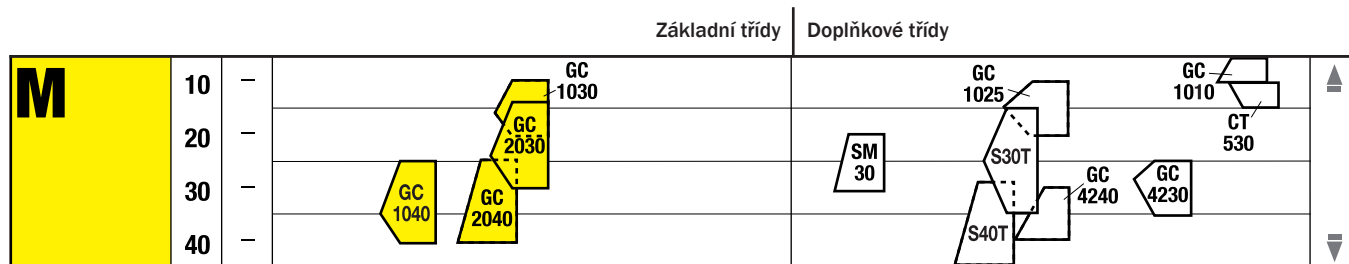 Základní třídy
Doplňkové třídy
M
10
20
30
40
GC
1030
GC
2030
GC
1040
GC
2040
GC
1025
GC
1010
CT
530
SM
30
S30T
GC
4240
GC
4230
S40T